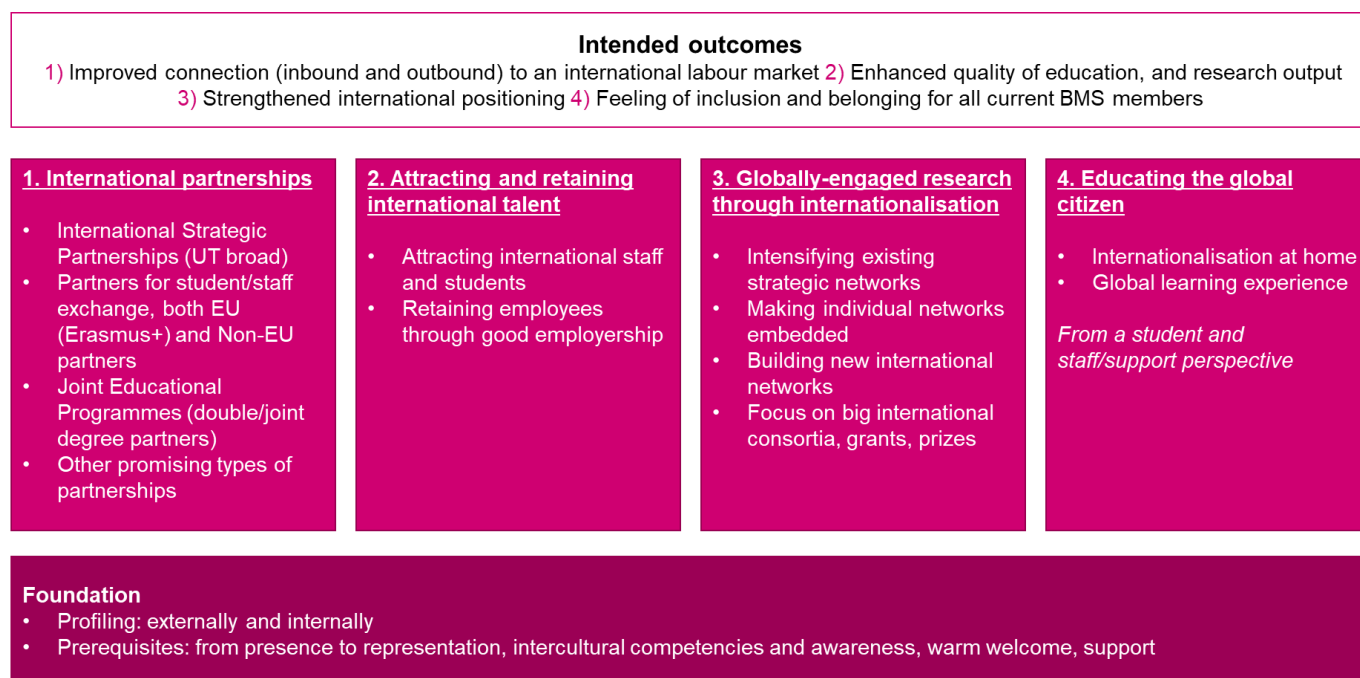 Intended outcomes
1) Improved connection (inbound and outbound) to an international labour market 2) Enhanced quality of education, and research output
3) Strengthened international positioning 4) Feeling of inclusion and belonging for all current BMS members
1. International partnerships
• International Strategic
Partnerships (UT broad)
• Partners for student/staff
exchange, both EU
(Erasmus+) and Non-EU
partners
• Joint Educational
Programmes (double/joint
degree partners)
• Other promising types of
partnerships
2. Attracting and retaining
international talent
• Attracting international staff
and students
• Retaining employees
through good employership
3. Globally-engaged research
through internationalisation
• Intensifying existing
strategic networks
• Making individual networks
embedded
• Building new international
networks
• Focus on big international
consortia, grants, prizes
4. Educating the global
citizen
• Internationalisation at home
• Global learning experience
From a student and
staff/support perspective
Foundation
• Profiling: externally and internally
• Prerequisites: from presence to representation, intercultural competencies and awareness, warm welcome, support